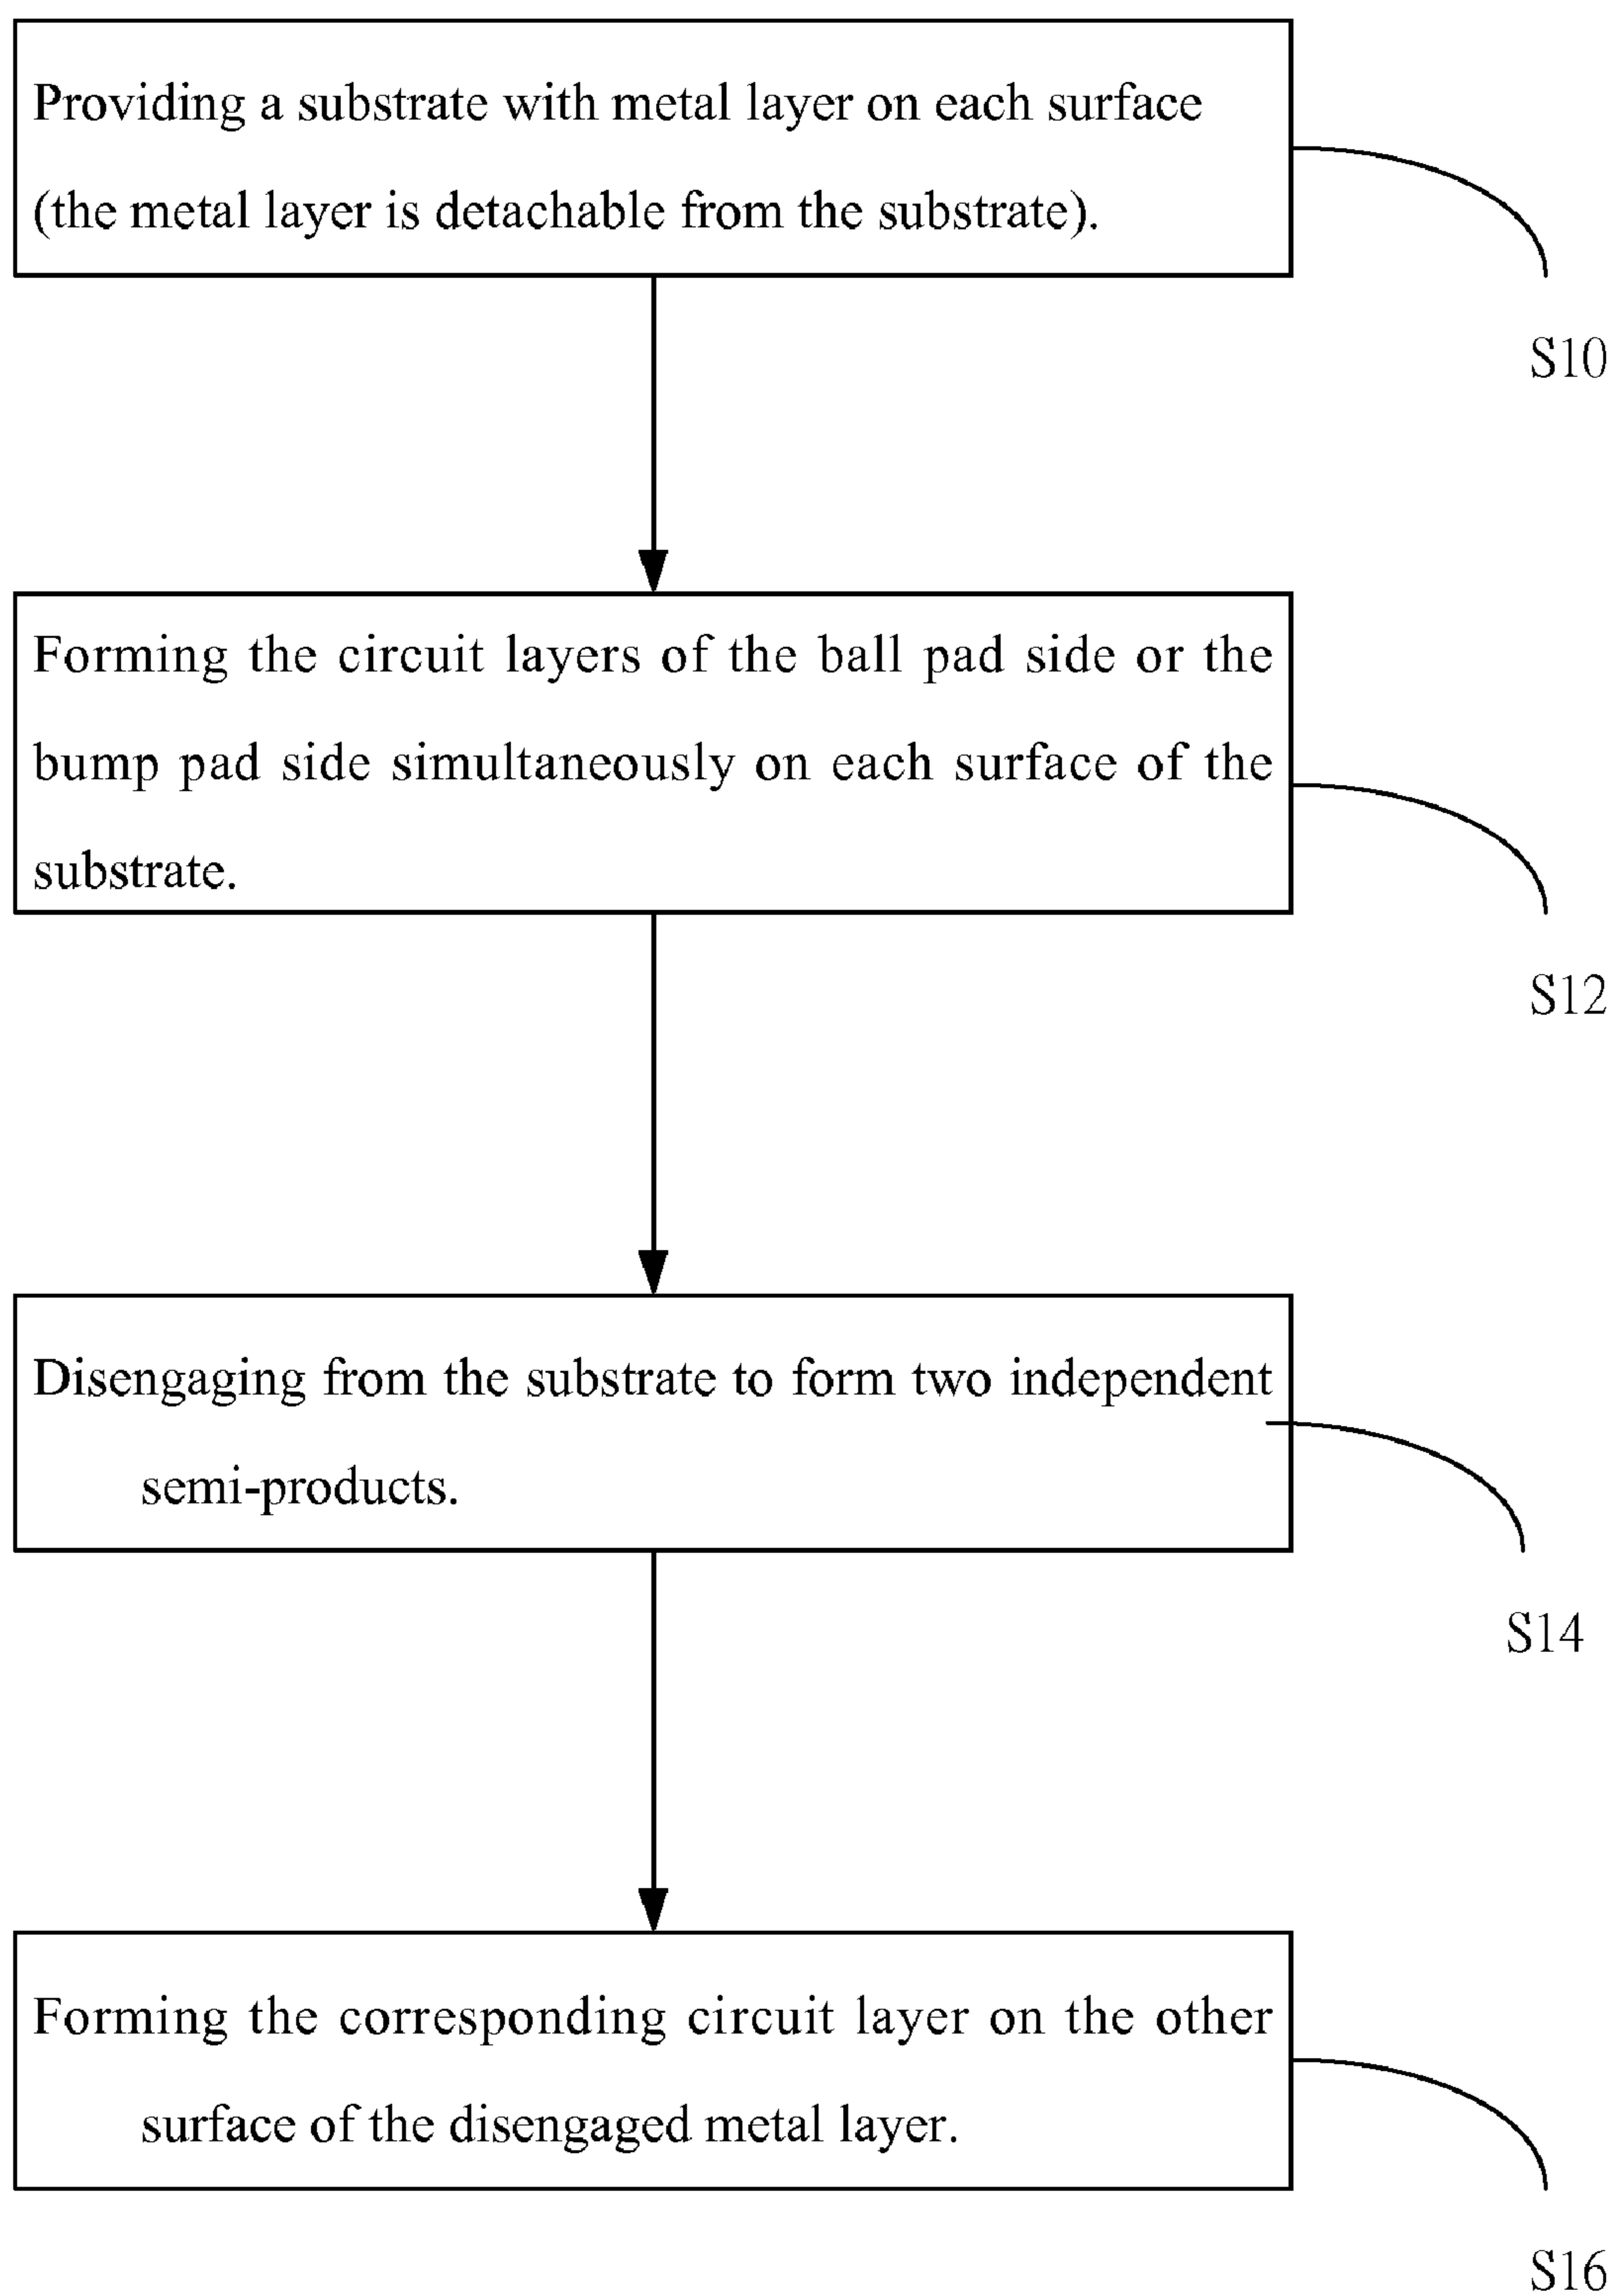 Providing a substrate with metal layer on each surface
(the metal layer is detachable from the substrate).
S10
Forming the circuit layers of the ball pad side or the
bump pad side simultaneously on each surface of the
substrate.
S12
Disengaging from the substrate to form two independent
semi-products.
S14
Forming the corresponding circuit layer on the other
surface of the disengaged metal layer.
S16